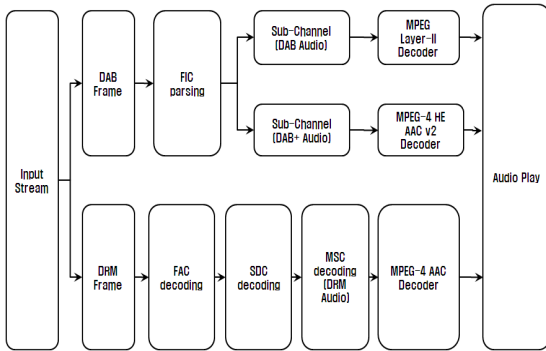 Input
Stream
DAB
Frame
FIC
parsing
Sub-Channel
(DAB Audio)
MPEG
Layer-II
Decoder
Sub-Channel
(DAB+ Audio)
MPEG-4 HE
AAC v2
Decoder
DRM
Frame
FAC
decoding
SDC
decoding
MSC
decoding
(DRM
Audio)
MPEG-4 AAC
Decoder
Audio Play